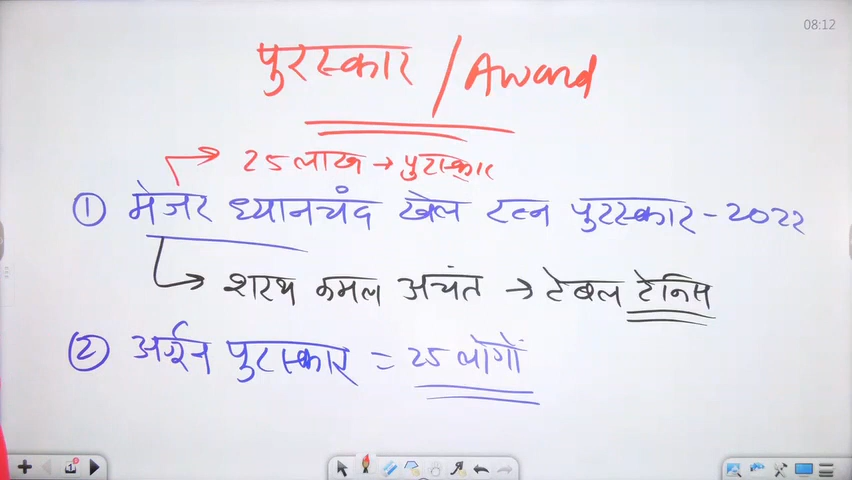 08:12
पुरस्कार / Award
25 लाख → पुरस्कार
① मेजर ध्यानचंद खेल रत्न पुरस्कार - 2022
→ शरथ कमल अचंत → टेबल टेनिस
② अर्जुन पुरस्कार = 25 लोगों